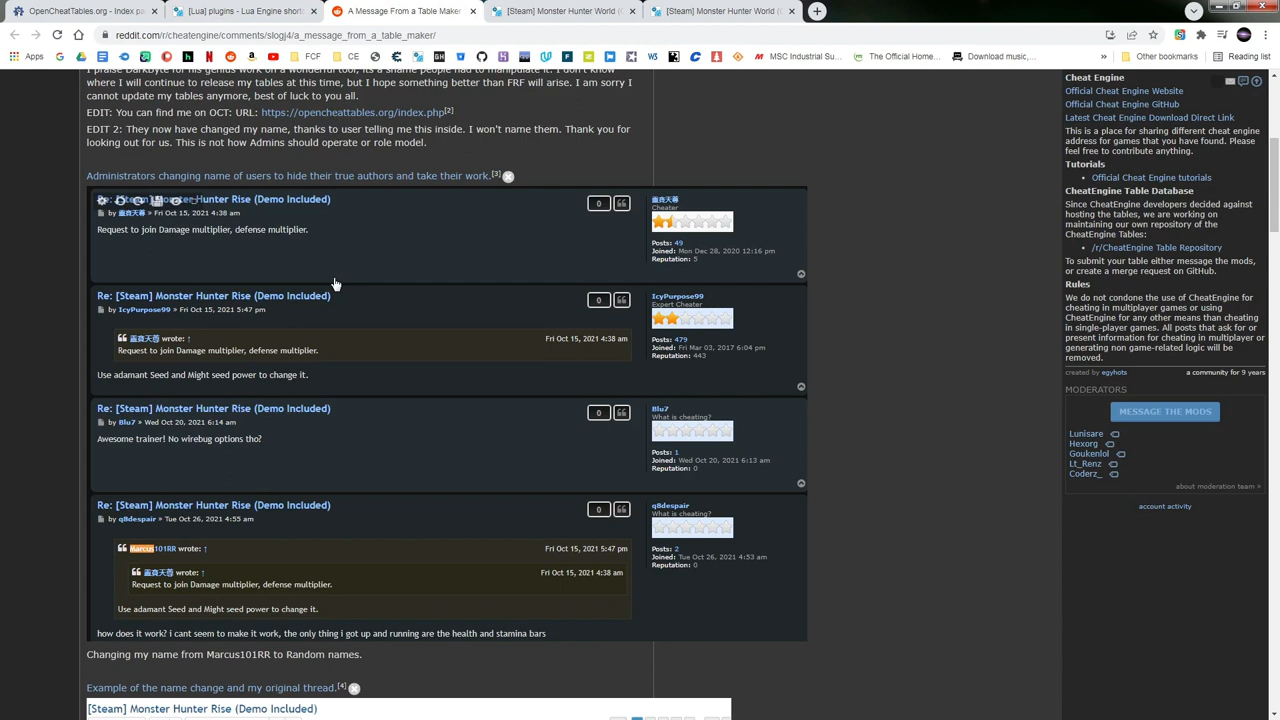 OpenCheatTables.org - Index pa
[Lua] plugins - Lua Engine shortc
A Message From a Table Maker
[Steam] Monster Hunter World (
[Steam] Monster Hunter World (
reddit.com/r/cheatengine/comments/slogj4/a_message_from_a_table_maker/
Apps
FCF
CE
MSC Industrial Su...
The Official Home...
Download music,...
Other bookmarks
Reading list
I praise DarkByte for his genius work on a wonderful tool, its a shame people had to manipulate it. I don't know
where I will continue to release my tables at this time, but I hope something better than FRF will arise. I am sorry I
cannot update my tables anymore, best of luck to you all.
EDIT: You can find me on OCT: URL: https://opencheattables.org/index.php[2]
EDIT 2: They now have changed my name, thanks to user telling me this inside. I won't name them. Thank you for
looking out for us. This is not how Admins should operate or role model.
Administrators changing name of users to hide their true authors and take their work.[3]
Hunter Rise (Demo Included)
» Fri Oct 15, 2021 4:38 am
Request to join Damage multiplier, defense multiplier.
0
Cheater
Posts: 49
Joined: Mon Dec 28, 2020 12:16 pm
Reputation: 5
Re: [Steam] Monster Hunter Rise (Demo Included)
by IcyPurpose99 » Fri Oct 15, 2021 5:47 pm
wrote: ↑
Fri Oct 15, 2021 4:38 am
Request to join Damage multiplier, defense multiplier.
Use adamant Seed and Might seed power to change it.
0
IcyPurpose99
Expert Cheater
Posts: 479
Joined: Fri Mar 03, 2017 6:04 pm
Reputation: 443
Re: [Steam] Monster Hunter Rise (Demo Included)
by Blu7 » Wed Oct 20, 2021 6:14 am
Awesome trainer! No wirebug options tho?
0
Blu7
What is cheating?
Posts: 1
Joined: Wed Oct 20, 2021 6:13 am
Reputation: 0
Re: [Steam] Monster Hunter Rise (Demo Included)
by q8despair » Tue Oct 26, 2021 4:55 am
Marcus101RR wrote: ↑
Fri Oct 15, 2021 5:47 pm
wrote: ↑
Fri Oct 15, 2021 4:38 am
Request to join Damage multiplier, defense multiplier.
Use adamant Seed and Might seed power to change it.
how does it work? i cant seem to make it work, the only thing i got up and running are the health and stamina bars
0
q8despair
What is cheating?
Posts: 2
Joined: Tue Oct 26, 2021 4:53 am
Reputation: 0
Changing my name from Marcus101RR to Random names.
Example of the name change and my original thread.[4]
[Steam] Monster Hunter Rise (Demo Included)
Cheat Engine
Official Cheat Engine Website
Official Cheat Engine GitHub
Latest Cheat Engine Download Direct Link
This is a place for sharing different cheat engine
address for games that you have found. Please
feel free to contribute anything.
Tutorials
Official Cheat Engine tutorials
CheatEngine Table Database
Since CheatEngine developers decided against
hosting the tables, we are working on
maintaining our own repository of the
CheatEngine Tables:
/r/CheatEngine Table Repository
To submit your table either message the mods,
or create a merge request on GitHub.
Rules
We do not condone the use of CheatEngine for
cheating in multiplayer games or using
CheatEngine for any other means than cheating
in single-player games. All posts that ask for or
present information for cheating in multiplayer or
generating non game-related logic will be
removed.
created by egyhots
a community for 9 years
MODERATORS
MESSAGE THE MODS
Lunisare
Hexorg
Goukenlol
Lt_Renz
Coderz_
about moderation team »
account activity